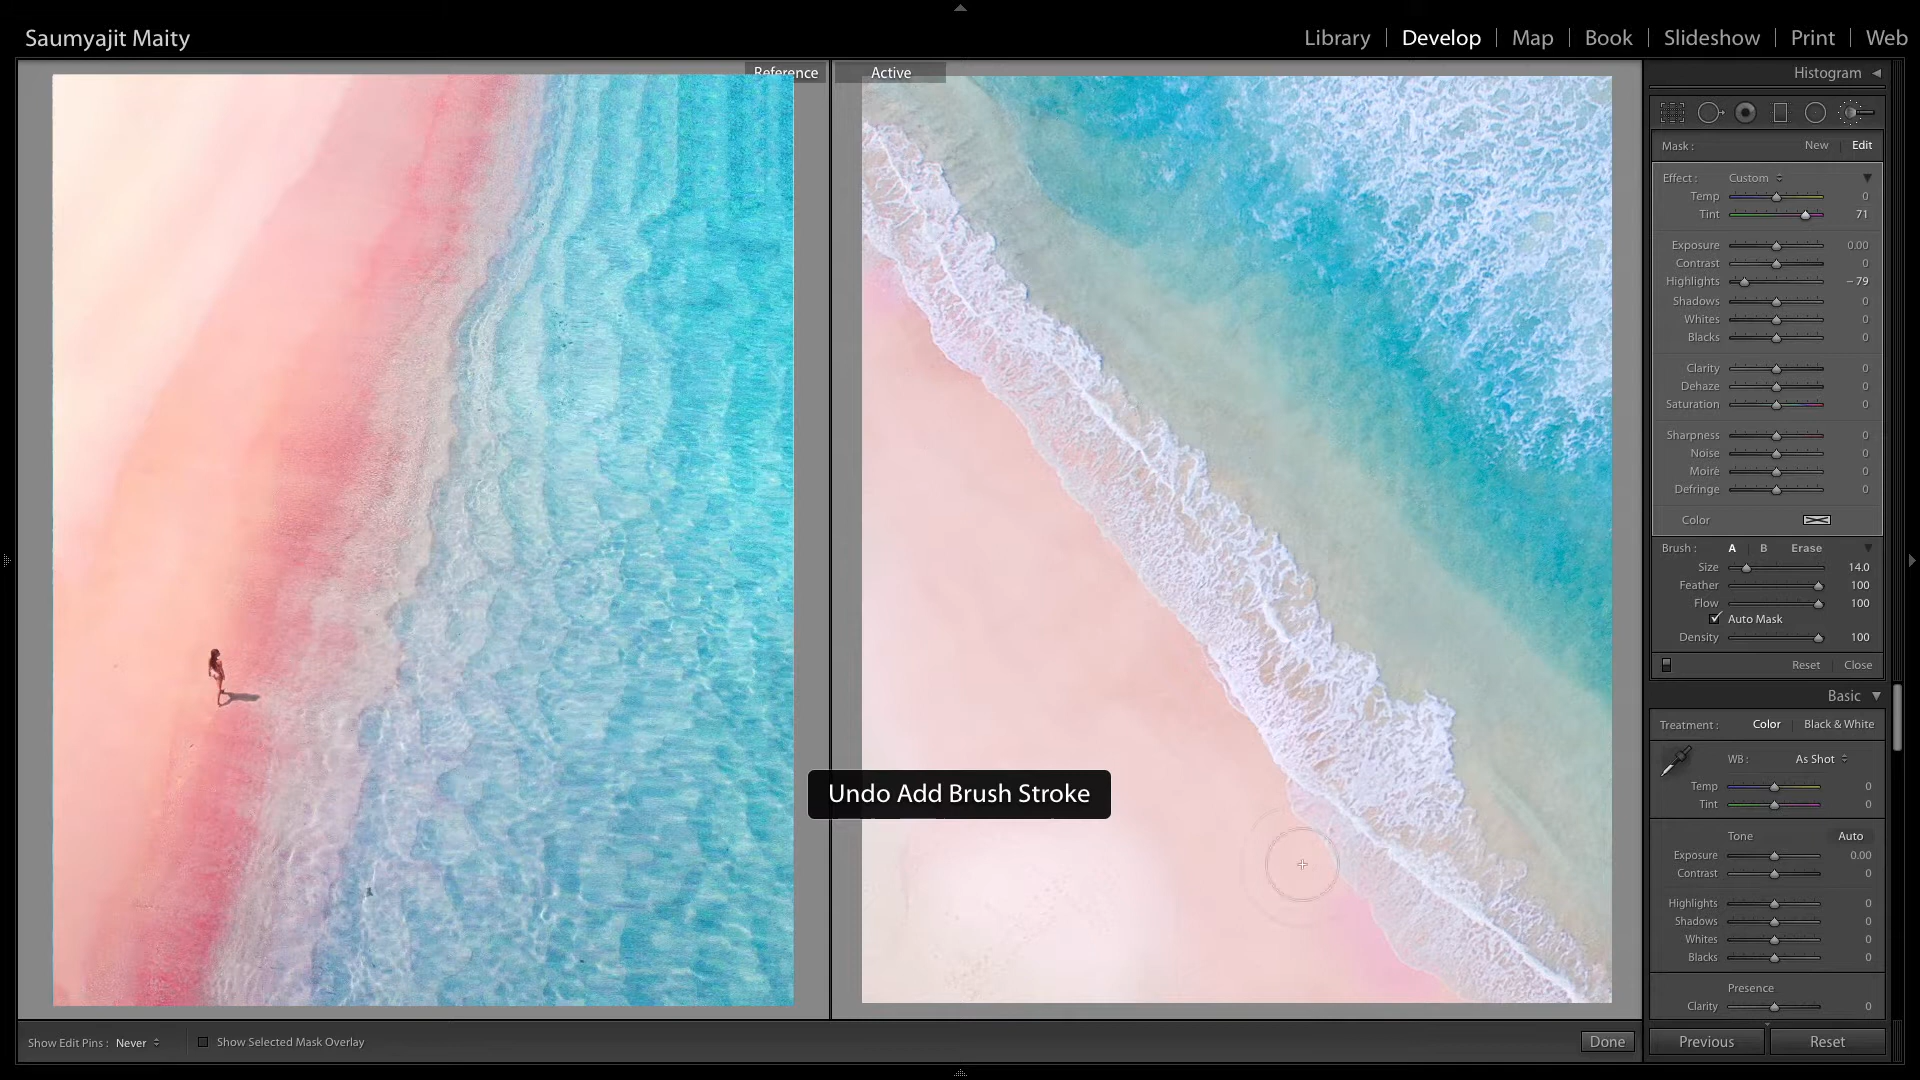 Saumyajit Maity
Library | Develop | Map | Book | Slideshow | Print | Web
Reference
Active
Histogram
Mask : New | Edit
Effect : Custom
Temp 0
Tint 71
Exposure 0.00
Contrast 0
Highlights – 79
Shadows 0
Whites 0
Blacks 0
Clarity 0
Dehaze 0
Saturation 0
Sharpness 0
Noise 0
Moiré 0
Defringe 0
Color
Brush : A | B Erase
Size 14.0
Feather 100
Flow 100
Auto Mask
Density 100
Reset | Close
Basic
Treatment : Color | Black & White
WB : As Shot
Temp 0
Tint 0
Tone Auto
Exposure 0.00
Contrast 0
Highlights 0
Shadows 0
Whites 0
Blacks 0
Presence
Clarity 0
Undo Add Brush Stroke
Show Edit Pins : Never
Show Selected Mask Overlay
Done
Previous
Reset